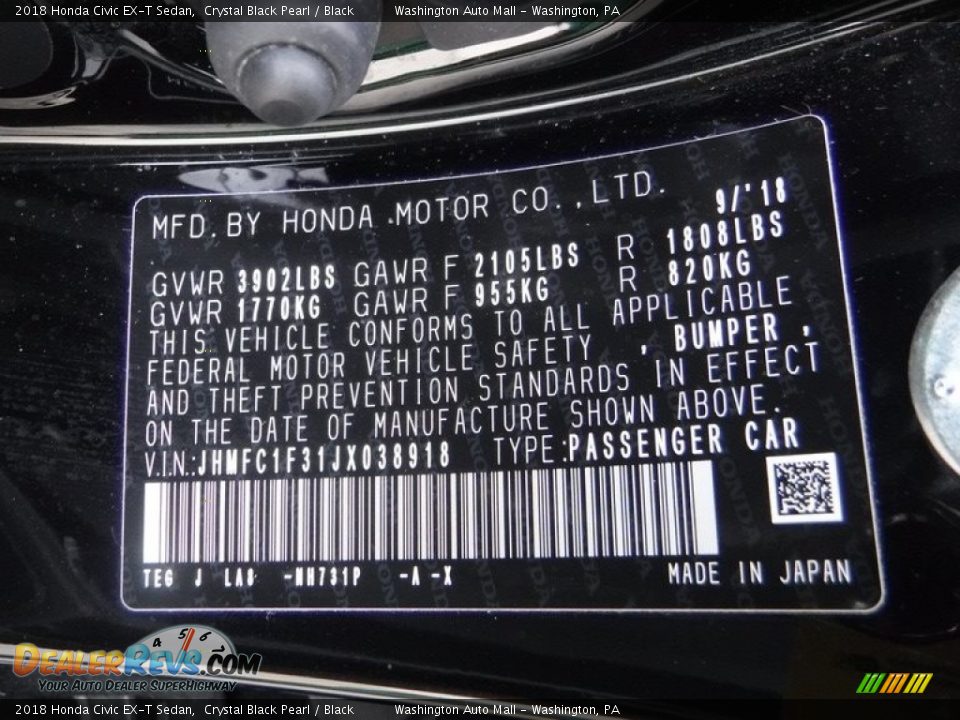 2018 Honda Civic EX-T Sedan, Crystal Black Pearl / Black Washington Auto Mall - Washington, PA
MFD. BY HONDA MOTOR CO., LTD. 9/'18
GVWR 3902LBS GAWR F 2105LBS R 1808LBS
GVWR 1770KG GAWR F 955KG R 820KG
THIS VEHICLE CONFORMS TO ALL APPLICABLE
FEDERAL MOTOR VEHICLE SAFETY , BUMPER ,
AND THEFT PREVENTION STANDARDS IN EFFECT
ON THE DATE OF MANUFACTURE SHOWN ABOVE.
V.I.N.:JHMFC1F31JX038918 TYPE:PASSENGER CAR
TEG J LA8 -NH731P -A -X MADE IN JAPAN
4 5 6
DEALERREVS.COM
YOUR AUTO DEALER SUPERHIGHWAY
2018 Honda Civic EX-T Sedan, Crystal Black Pearl / Black Washington Auto Mall - Washington, PA